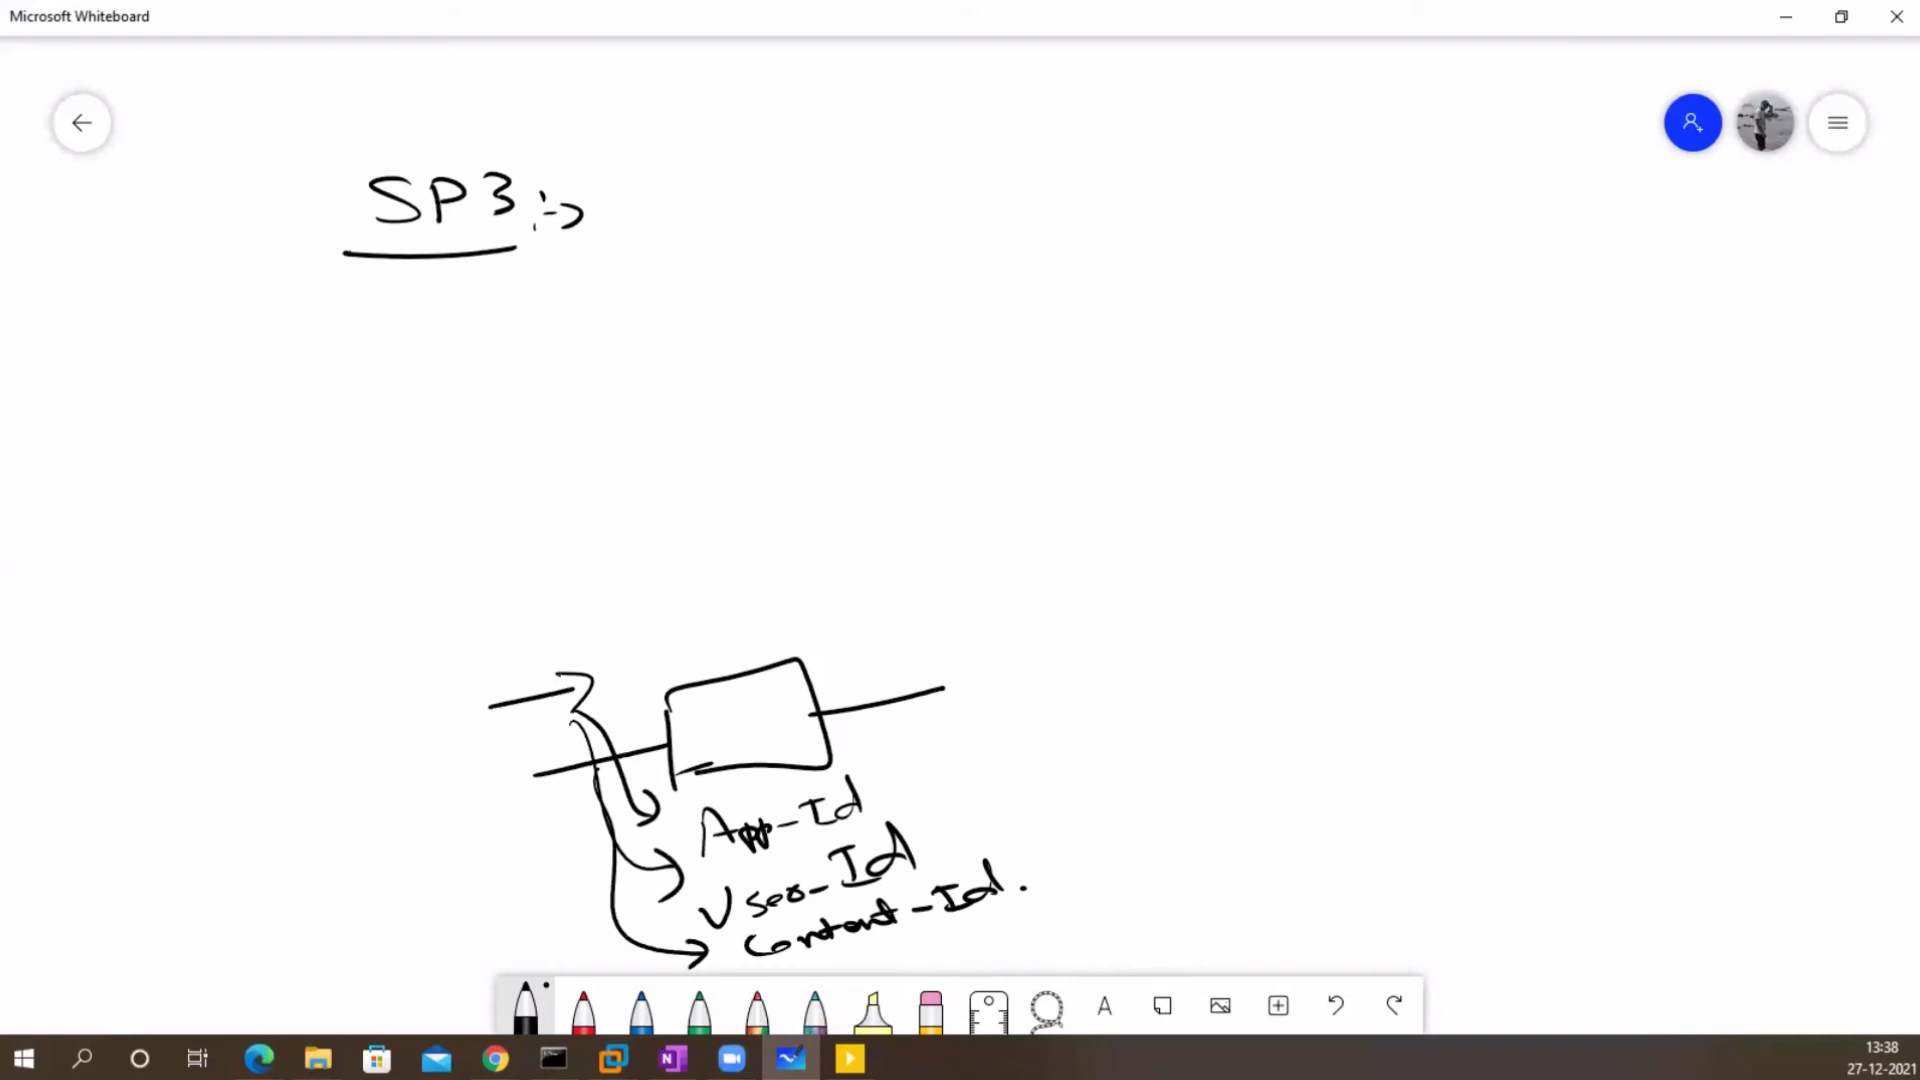 Microsoft Whiteboard
SP3 :->
App-Id
User-Id
Content-Id.
A
N
13:38
27-12-2021